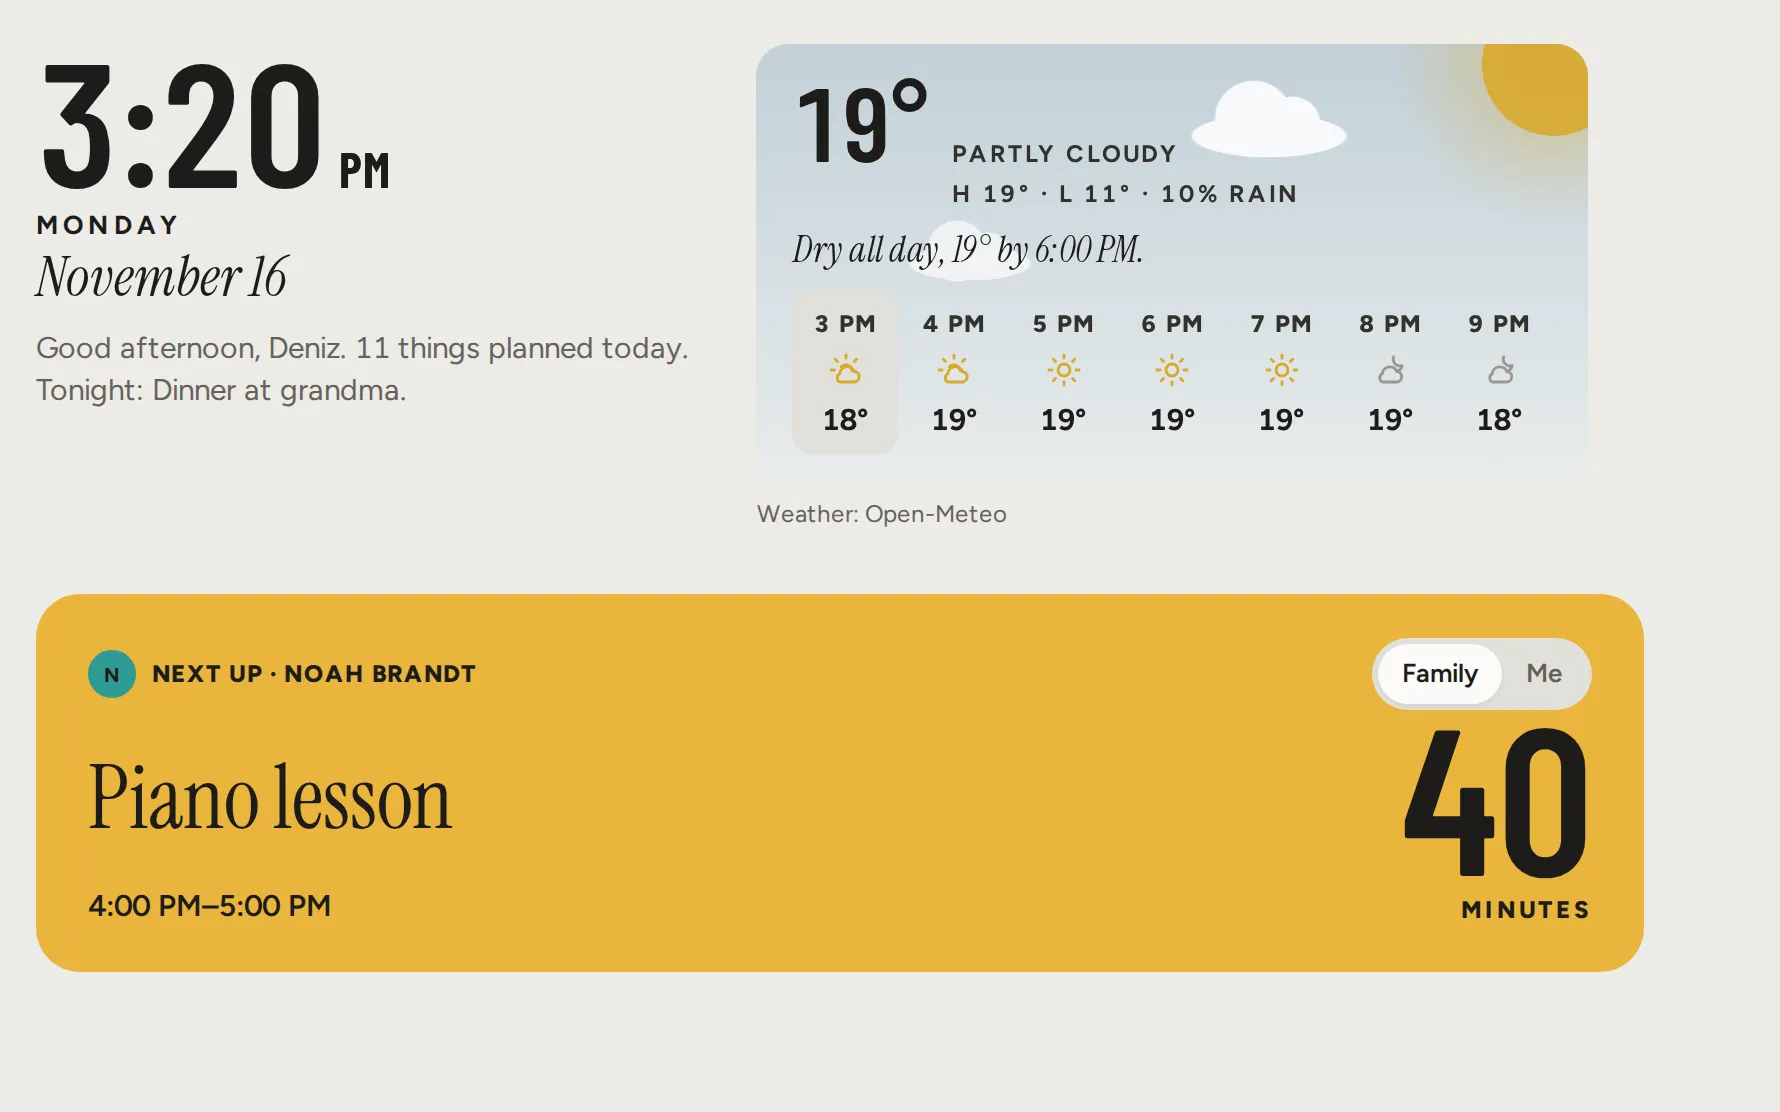 3:20 PM
MONDAY
November 16
Good afternoon, Deniz. 11 things planned today.
Tonight: Dinner at grandma.
19°
PARTLY CLOUDY
H 19° · L 11° · 10% RAIN
Dry all day, 19° by 6:00 PM.
3 PM 4 PM 5 PM 6 PM 7 PM 8 PM 9 PM
18° 19° 19° 19° 19° 19° 18°
Weather: Open-Meteo
N NEXT UP · NOAH BRANDT
Family Me
Piano lesson
40
4:00 PM–5:00 PM
MINUTES